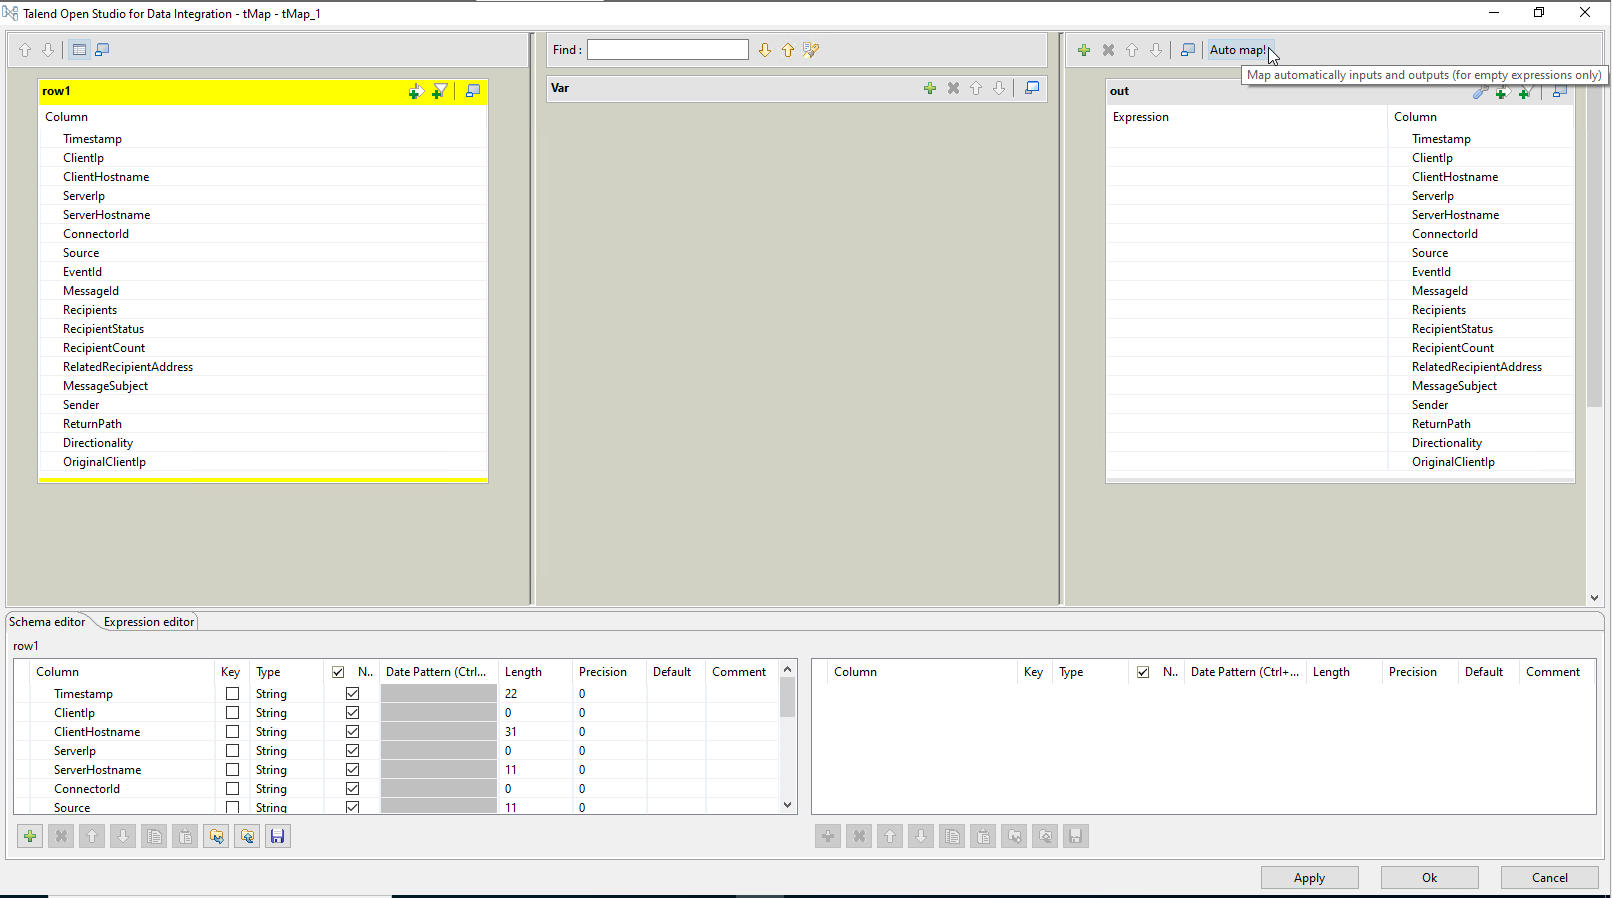 Talend Open Studio for Data Integration - tMap - tMap_1
Find :
Auto map!
Map automatically inputs and outputs (for empty expressions only)
row1
Column
Timestamp
ClientIp
ClientHostname
ServerIp
ServerHostname
ConnectorId
Source
EventId
MessageId
Recipients
RecipientStatus
RecipientCount
RelatedRecipientAddress
MessageSubject
Sender
ReturnPath
Directionality
OriginalClientIp
Var
out
Expression Column
Timestamp
ClientIp
ClientHostname
ServerIp
ServerHostname
ConnectorId
Source
EventId
MessageId
Recipients
RecipientStatus
RecipientCount
RelatedRecipientAddress
MessageSubject
Sender
ReturnPath
Directionality
OriginalClientIp
Schema editor Expression editor
row1
Column Key Type N.. Date Pattern (Ctrl... Length Precision Default Comment
Timestamp String 22 0
ClientIp String 0 0
ClientHostname String 31 0
ServerIp String 0 0
ServerHostname String 11 0
ConnectorId String 0 0
Source String 11 0
Column Key Type N.. Date Pattern (Ctrl+... Length Precision Default Comment
Apply Ok Cancel